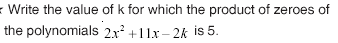 Write the value of k for which the product of zeroes of
the polynomials 2x² + 11x – 2k is 5.